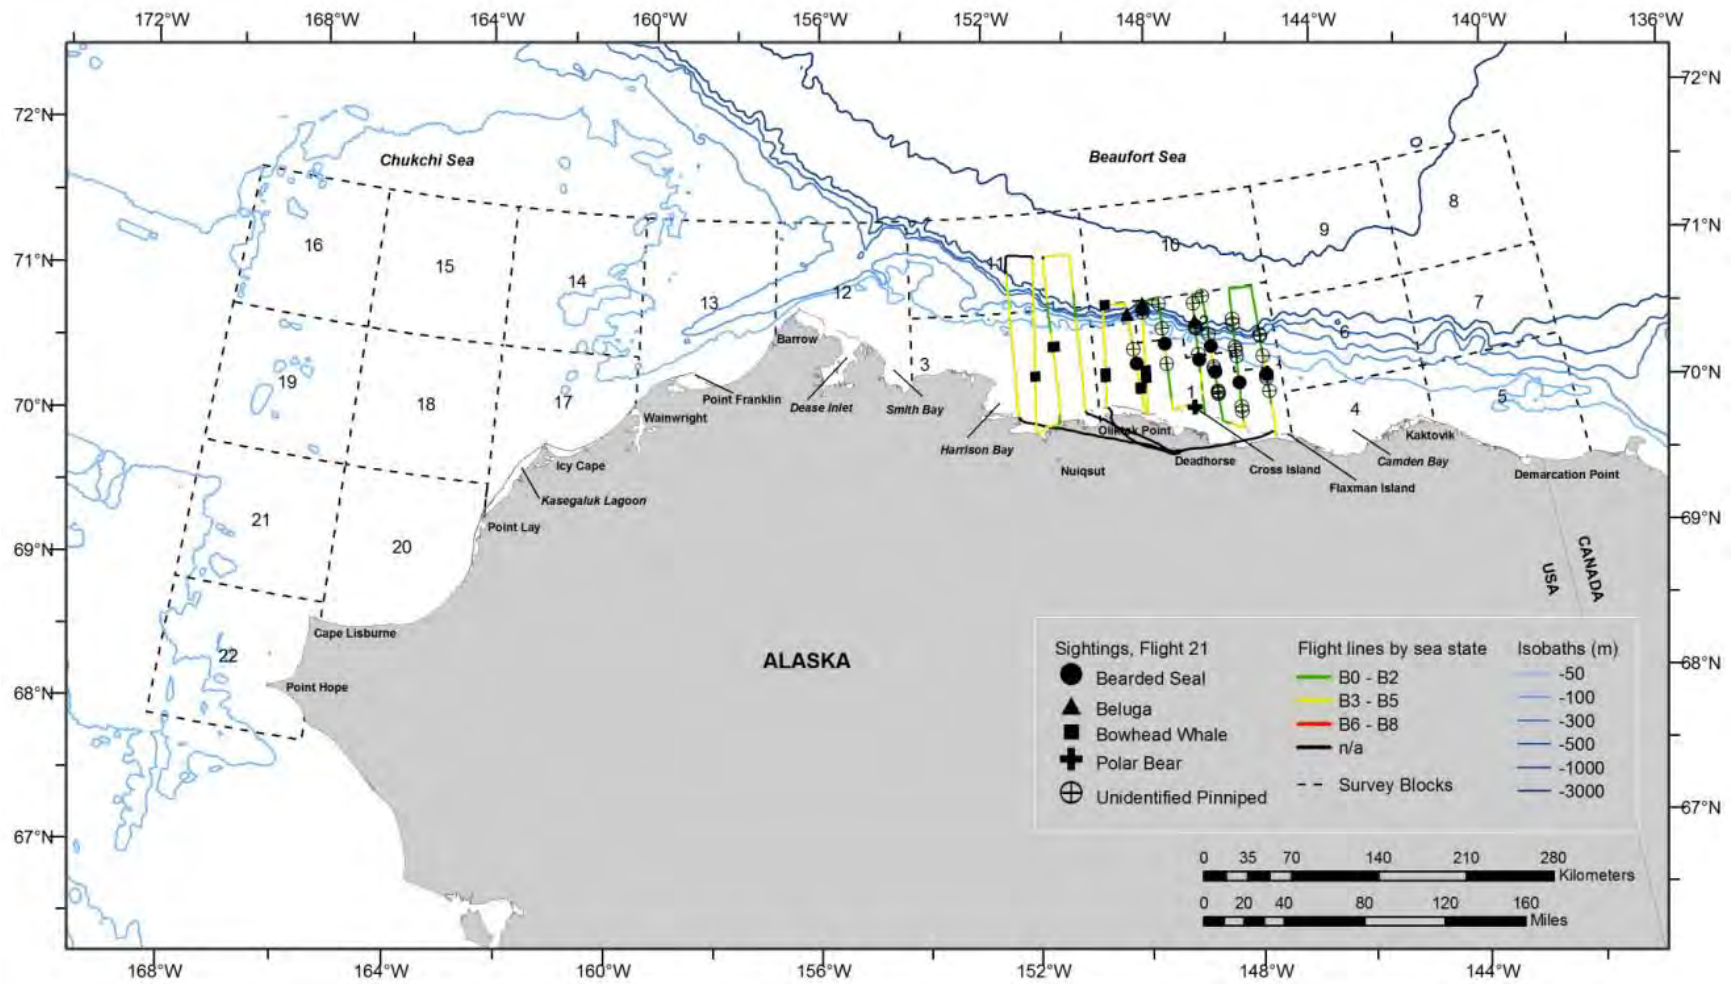 172°W 168°W 164°W 160°W 156°W 152°W 148°W 144°W 140°W 136°W
72°N 72°N
Chukchi Sea Beaufort Sea
8
9
16 10
71°N 15 11 71°N
14
13 12 7
6
70°N 19 3 Barrow 70°N
18 17 Point Franklin Dease Inlet Smith Bay 1 4 5
Wainwright
Harrison Bay Oliktok Point Kaktovik
Icy Cape Nuiqsut Deadhorse Cross Island Camden Bay Demarcation Point
Kasegaluk Lagoon Flaxman Island
21 Point Lay
69°N 20 69°N
USA CANADA
Cape Lisburne
22
Point Hope ALASKA
68°N 68°N
67°N 67°N
Sightings, Flight 21
Bearded Seal
Beluga
Bowhead Whale
Polar Bear
Unidentified Pinniped
Flight lines by sea state
B0 - B2
B3 - B5
B6 - B8
n/a
Survey Blocks
Isobaths (m)
-50
-100
-300
-500
-1000
-3000
0 35 70 140 210 280
Kilometers
0 20 40 80 120 160
Miles
168°W 164°W 160°W 156°W 152°W 148°W 144°W